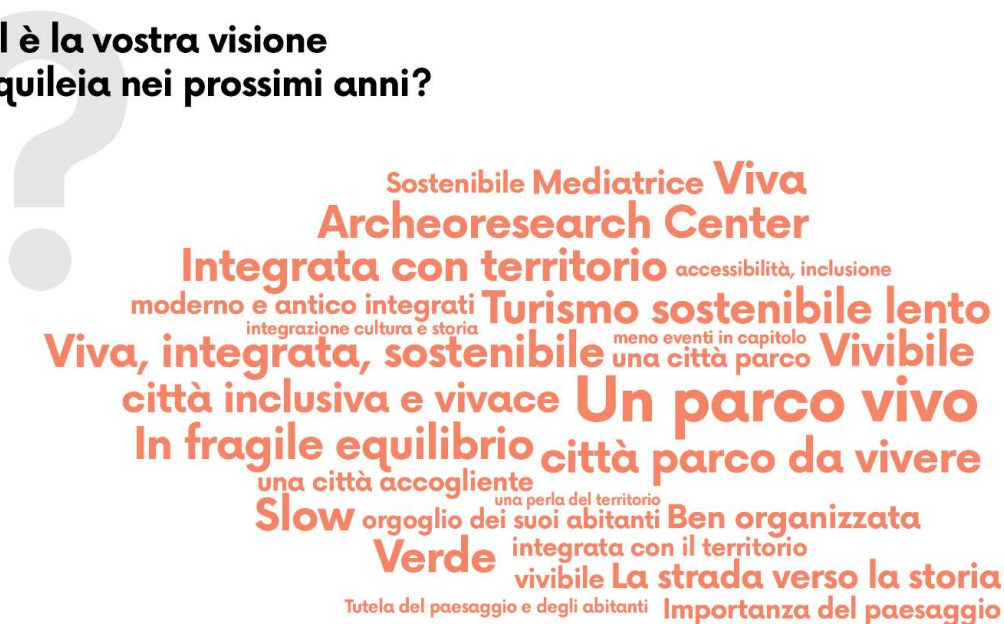 l è la vostra visione
quileia nei prossimi anni?
?
Sostenibile Mediatrice Viva
Archeoresearch Center
Integrata con territorio accessibilità, inclusione
moderno e antico integrati Turismo sostenibile lento
integrazione cultura e storia
Viva, integrata, sostenibile meno eventi in capitolo
una città parco Vivibile
città inclusiva e vivace Un parco vivo
In fragile equilibrio città parco da vivere
una città accogliente
una perla del territorio
Slow orgoglio dei suoi abitanti Ben organizzata
Verde integrata con il territorio
vivibile La strada verso la storia
Tutela del paesaggio e degli abitanti Importanza del paesaggio